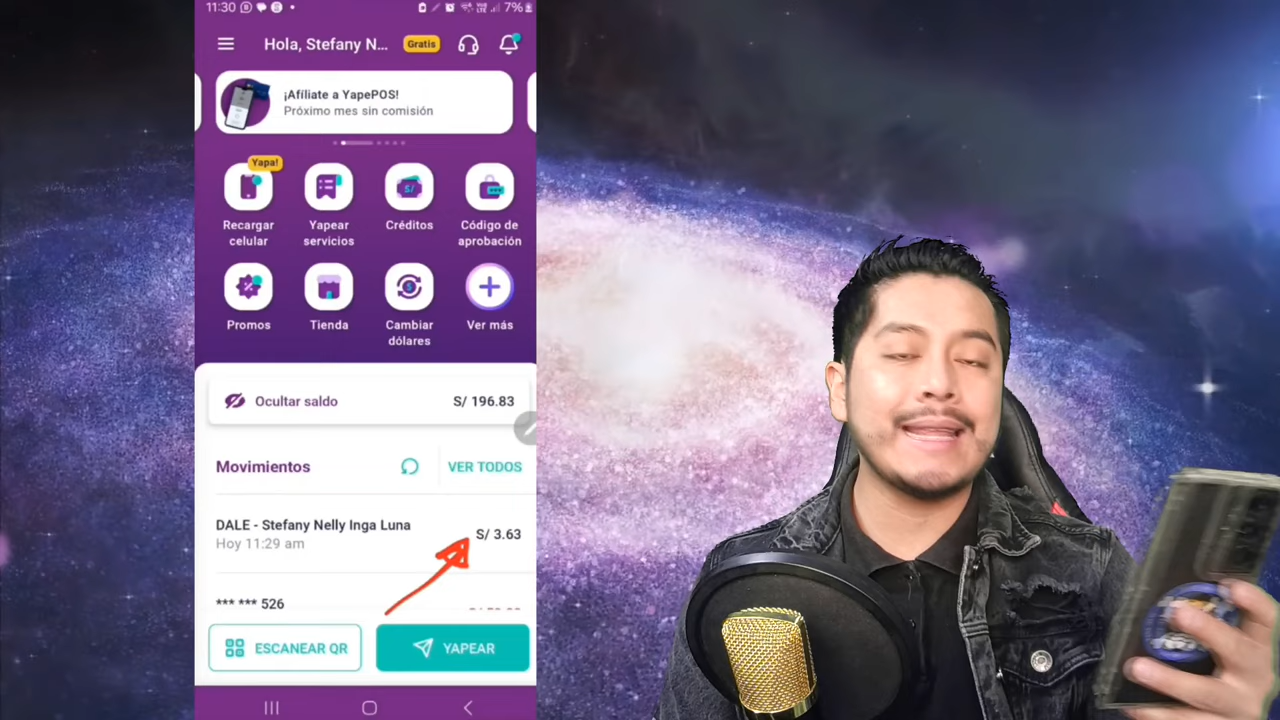 11:30
7%
Hola, Stefany N...
Gratis
¡Afíliate a YapePOS!
Próximo mes sin comisión
Yapa!
Recargar
celular
Yapear
servicios
Créditos
Código de
aprobación
Promos
Tienda
Cambiar
dólares
Ver más
Ocultar saldo
S/ 196.83
Movimientos
VER TODOS
DALE - Stefany Nelly Inga Luna
Hoy 11:29 am
S/ 3.63
*** *** 526
ESCANEAR QR
YAPEAR